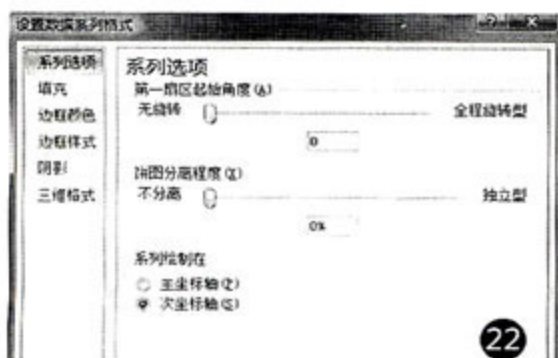 设置数据系列格式
系列选项
填充
边框颜色
边框样式
阴影
三维格式
系列选项
第一扇区起始角度(A)
无旋转 全程旋转型
0
饼图分离程度(X)
不分离 独立型
0%
系列绘制在
主坐标轴(P)
次坐标轴(S)
22